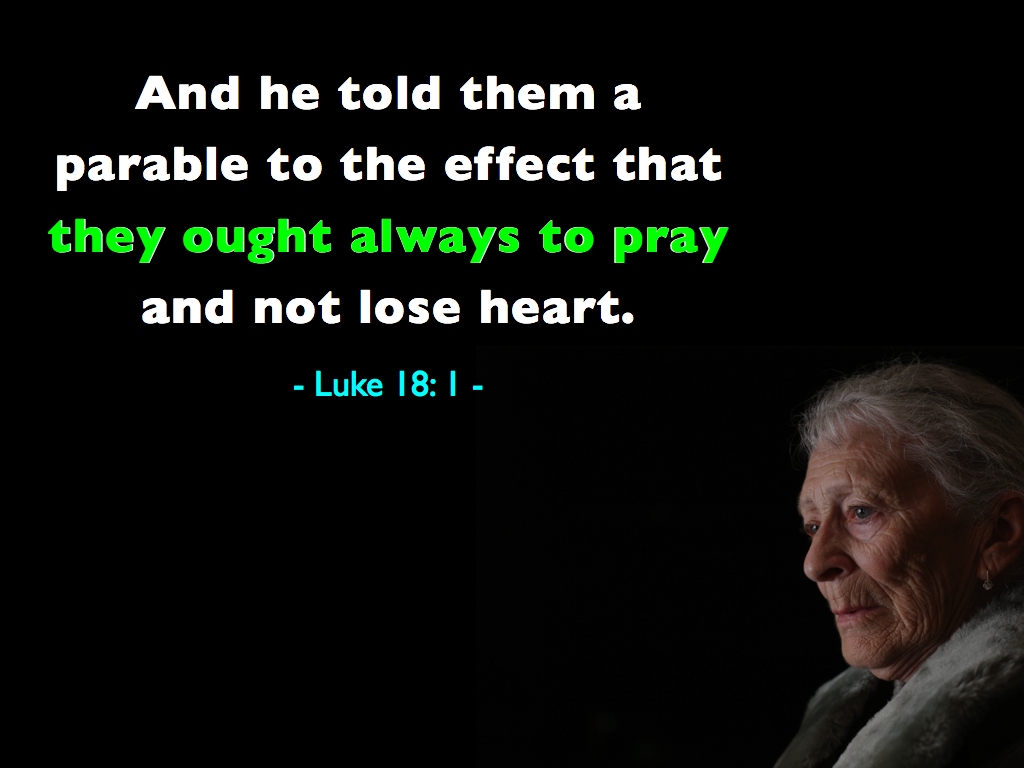 And he told them a
parable to the effect that
they ought always to pray
and not lose heart.
- Luke 18: 1 -